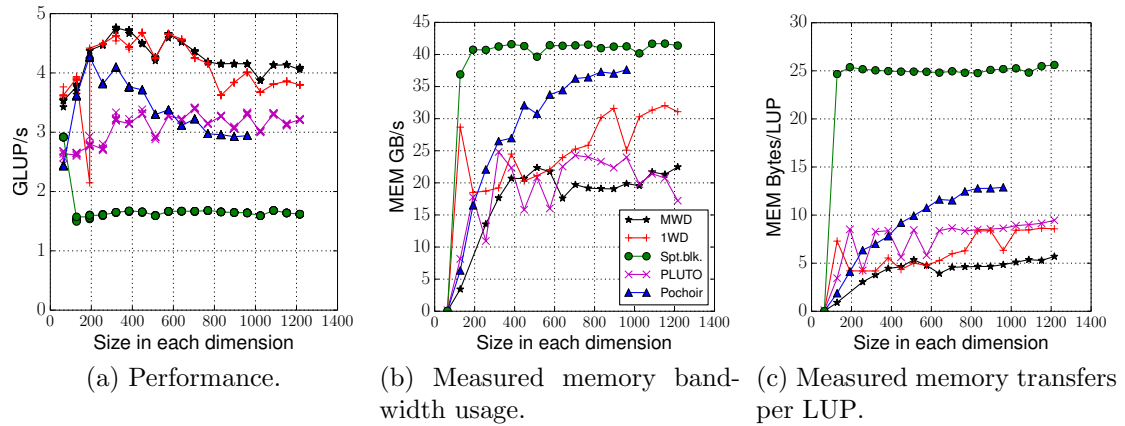 5
4
3
2
1
0
GLUP/s
0 200 400 600 800 1000 1200 1400
Size in each dimension
45
40
35
30
25
20
15
10
5
0
MEM GB/s
0 200 400 600 800 1000 1200 1400
Size in each dimension
MWD
1WD
Spt.blk.
PLUTO
Pochoir
30
25
20
15
10
5
0
MEM Bytes/LUP
0 200 400 600 800 1000 1200 1400
Size in each dimension
(a) Performance.
(b) Measured memory band-
width usage.
(c) Measured memory transfers
per LUP.